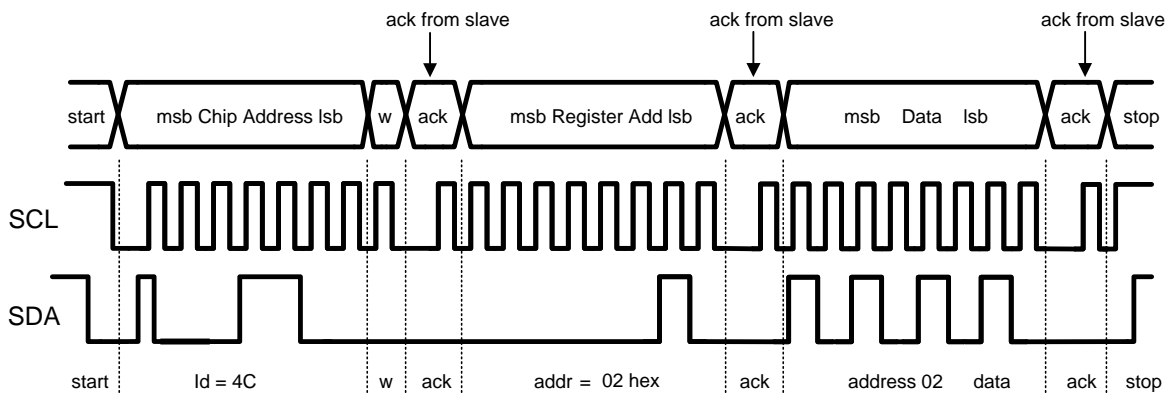 ack from slave ack from slave ack from slave
start msb Chip Address lsb w ack msb Register Add lsb ack msb Data lsb ack stop
SCL
SDA
start Id = 4C w ack addr = 02 hex ack address 02 data ack stop